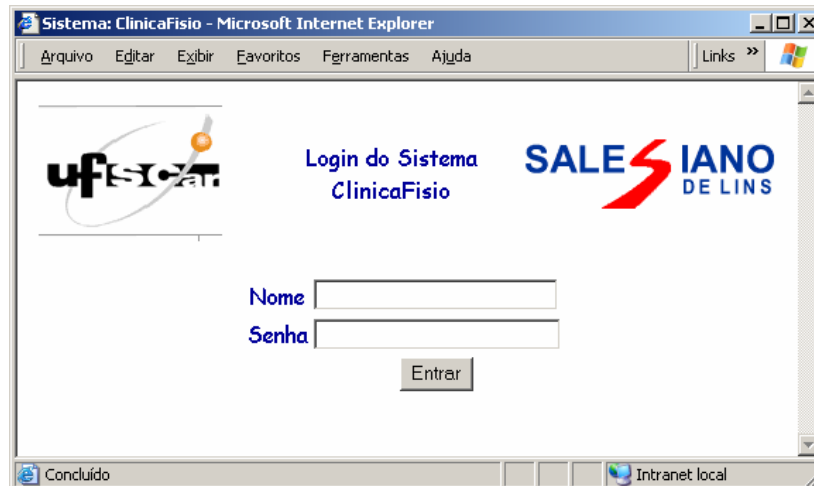 Sistema: ClinicaFisio - Microsoft Internet Explorer
Arquivo Editar Exibir Favoritos Ferramentas Ajuda Links »
ufscar
Login do Sistema
ClinicaFisio
SALESIANO
DE LINS
Nome
Senha
Entrar
Concluído Intranet local